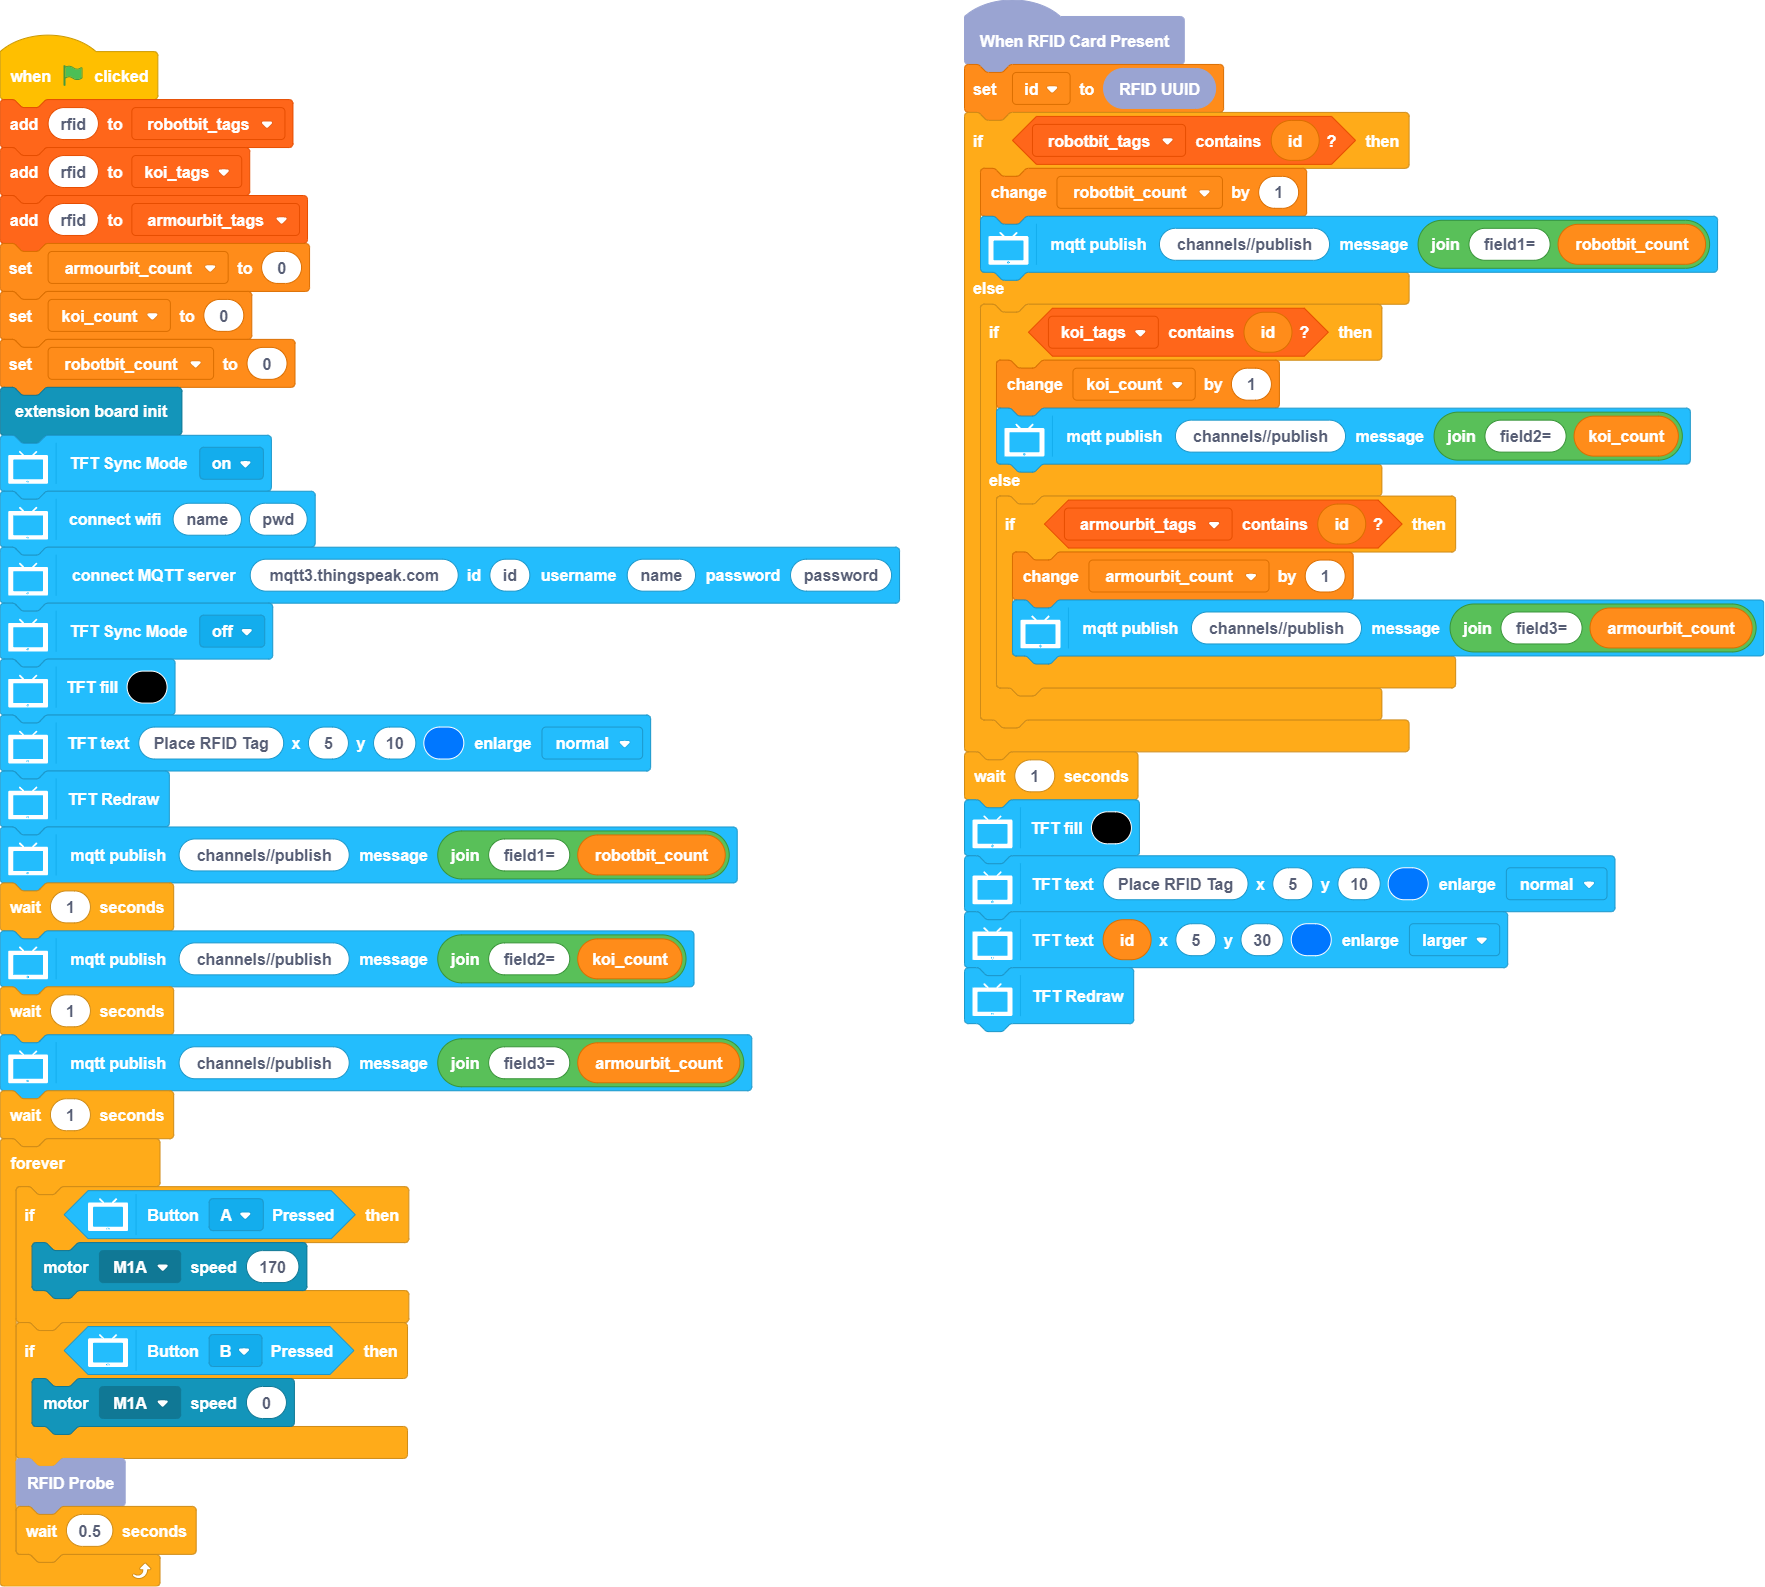 when clicked
add rfid to robotbit_tags
add rfid to koi_tags
add rfid to armourbit_tags
set armourbit_count to 0
set koi_count to 0
set robotbit_count to 0
extension board init
TFT Sync Mode on
connect wifi name pwd
connect MQTT server mqtt3.thingspeak.com id id username name password password
TFT Sync Mode off
TFT fill
TFT text Place RFID Tag x 5 y 10 enlarge normal
TFT Redraw
mqtt publish channels//publish message join field1= robotbit_count
wait 1 seconds
mqtt publish channels//publish message join field2= koi_count
wait 1 seconds
mqtt publish channels//publish message join field3= armourbit_count
wait 1 seconds
forever
if Button A Pressed then
motor M1A speed 170
if Button B Pressed then
motor M1A speed 0
RFID Probe
wait 0.5 seconds
When RFID Card Present
set id to RFID UUID
if robotbit_tags contains id ? then
change robotbit_count by 1
mqtt publish channels//publish message join field1= robotbit_count
else
if koi_tags contains id ? then
change koi_count by 1
mqtt publish channels//publish message join field2= koi_count
else
if armourbit_tags contains id ? then
change armourbit_count by 1
mqtt publish channels//publish message join field3= armourbit_count
wait 1 seconds
TFT fill
TFT text Place RFID Tag x 5 y 10 enlarge normal
TFT text id x 5 y 30 enlarge larger
TFT Redraw